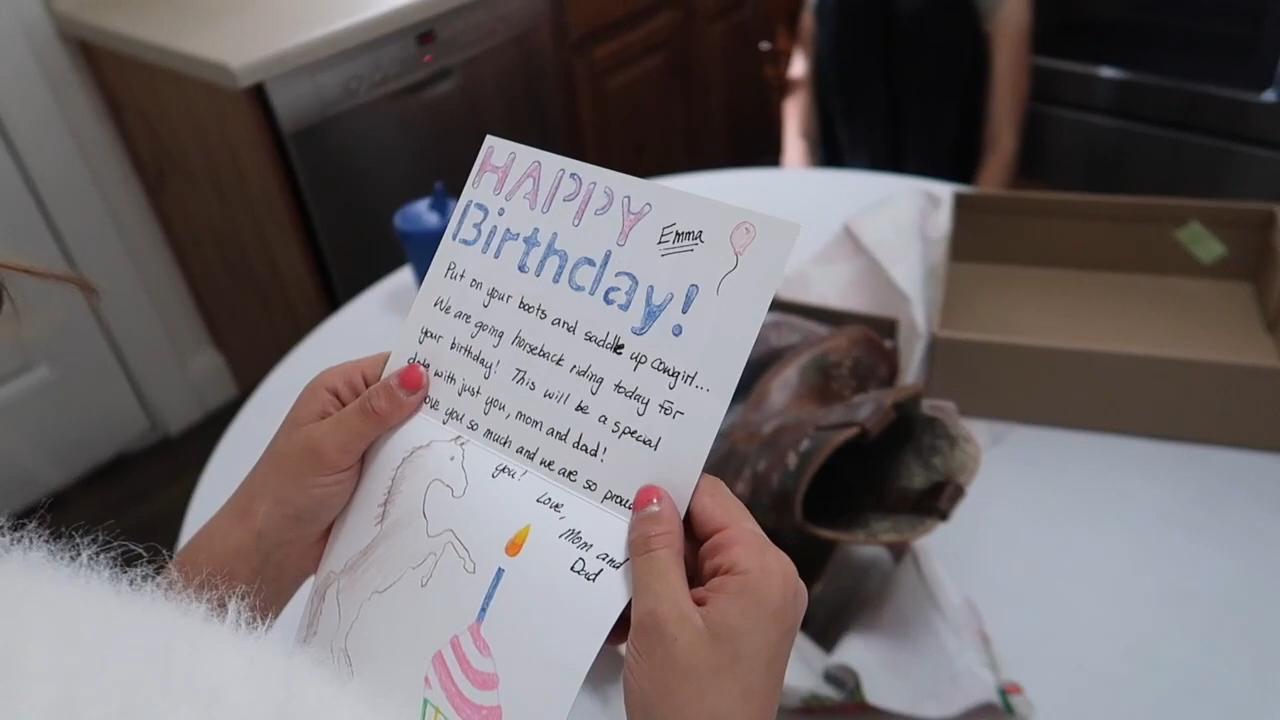 HAPPY
Emma
Birthday!
Put on your boots and saddle up cowgirl...
We are going horseback riding today for
your birthday! This will be a special
date with just you, mom and dad!
love you so much and we are so proud
you!
Love,
Mom and
Dad